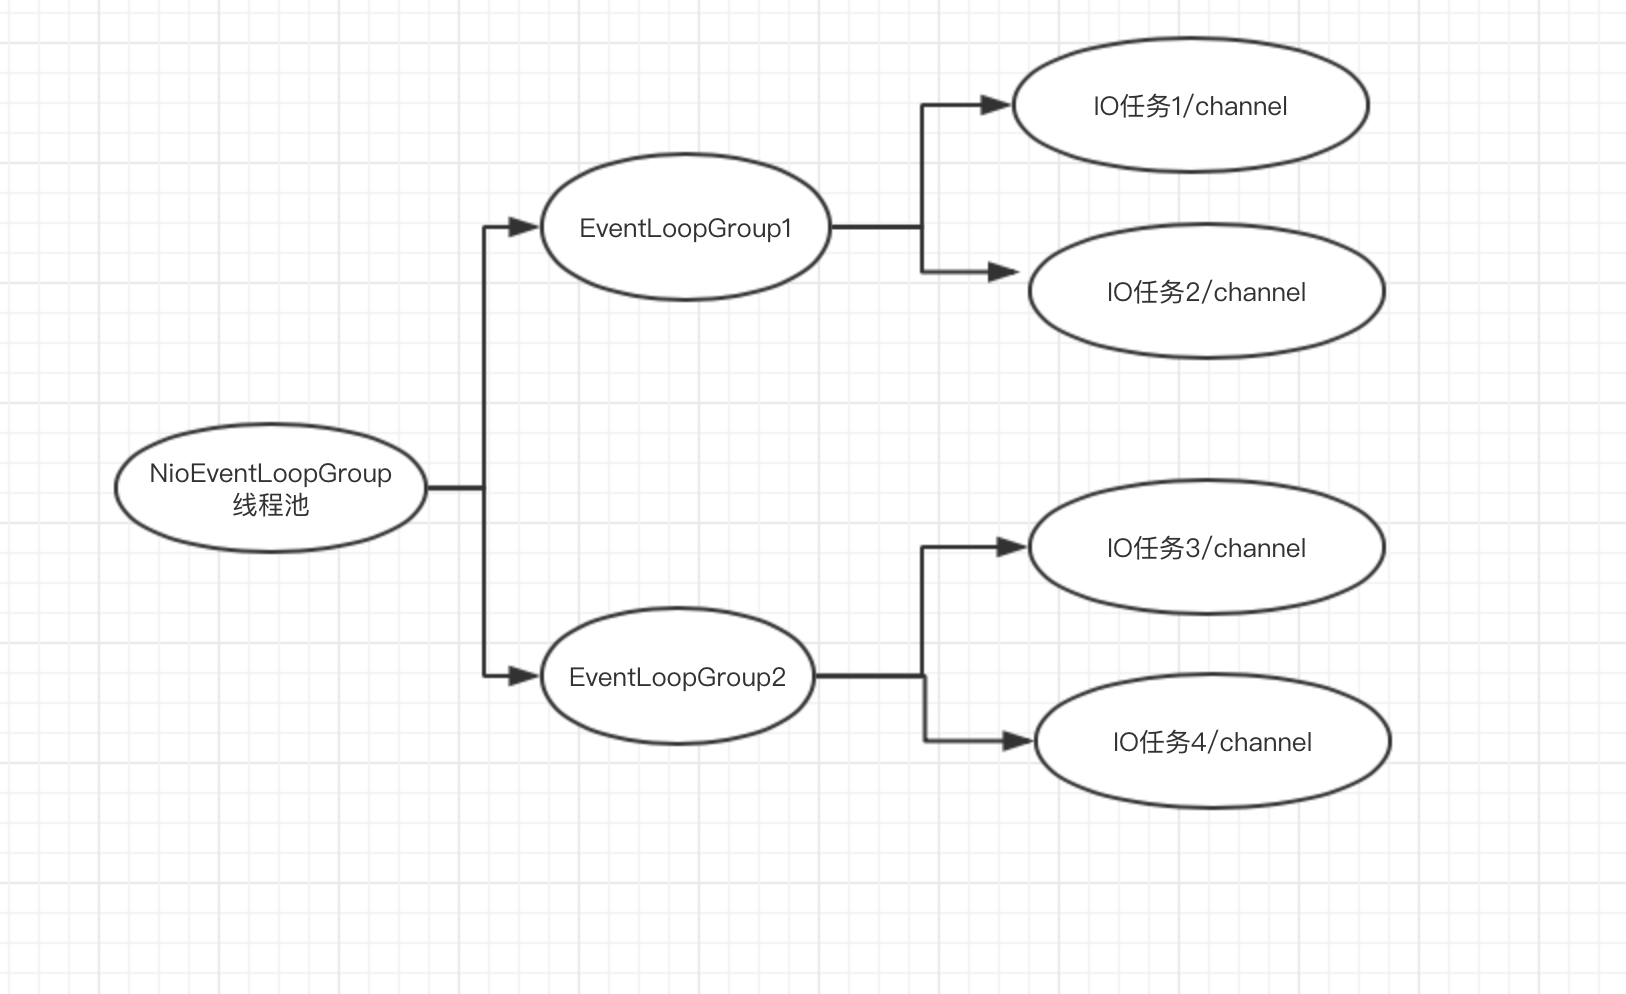 IO任务1/channel
EventLoopGroup1
IO任务2/channel
NioEventLoopGroup
线程池
IO任务3/channel
EventLoopGroup2
IO任务4/channel